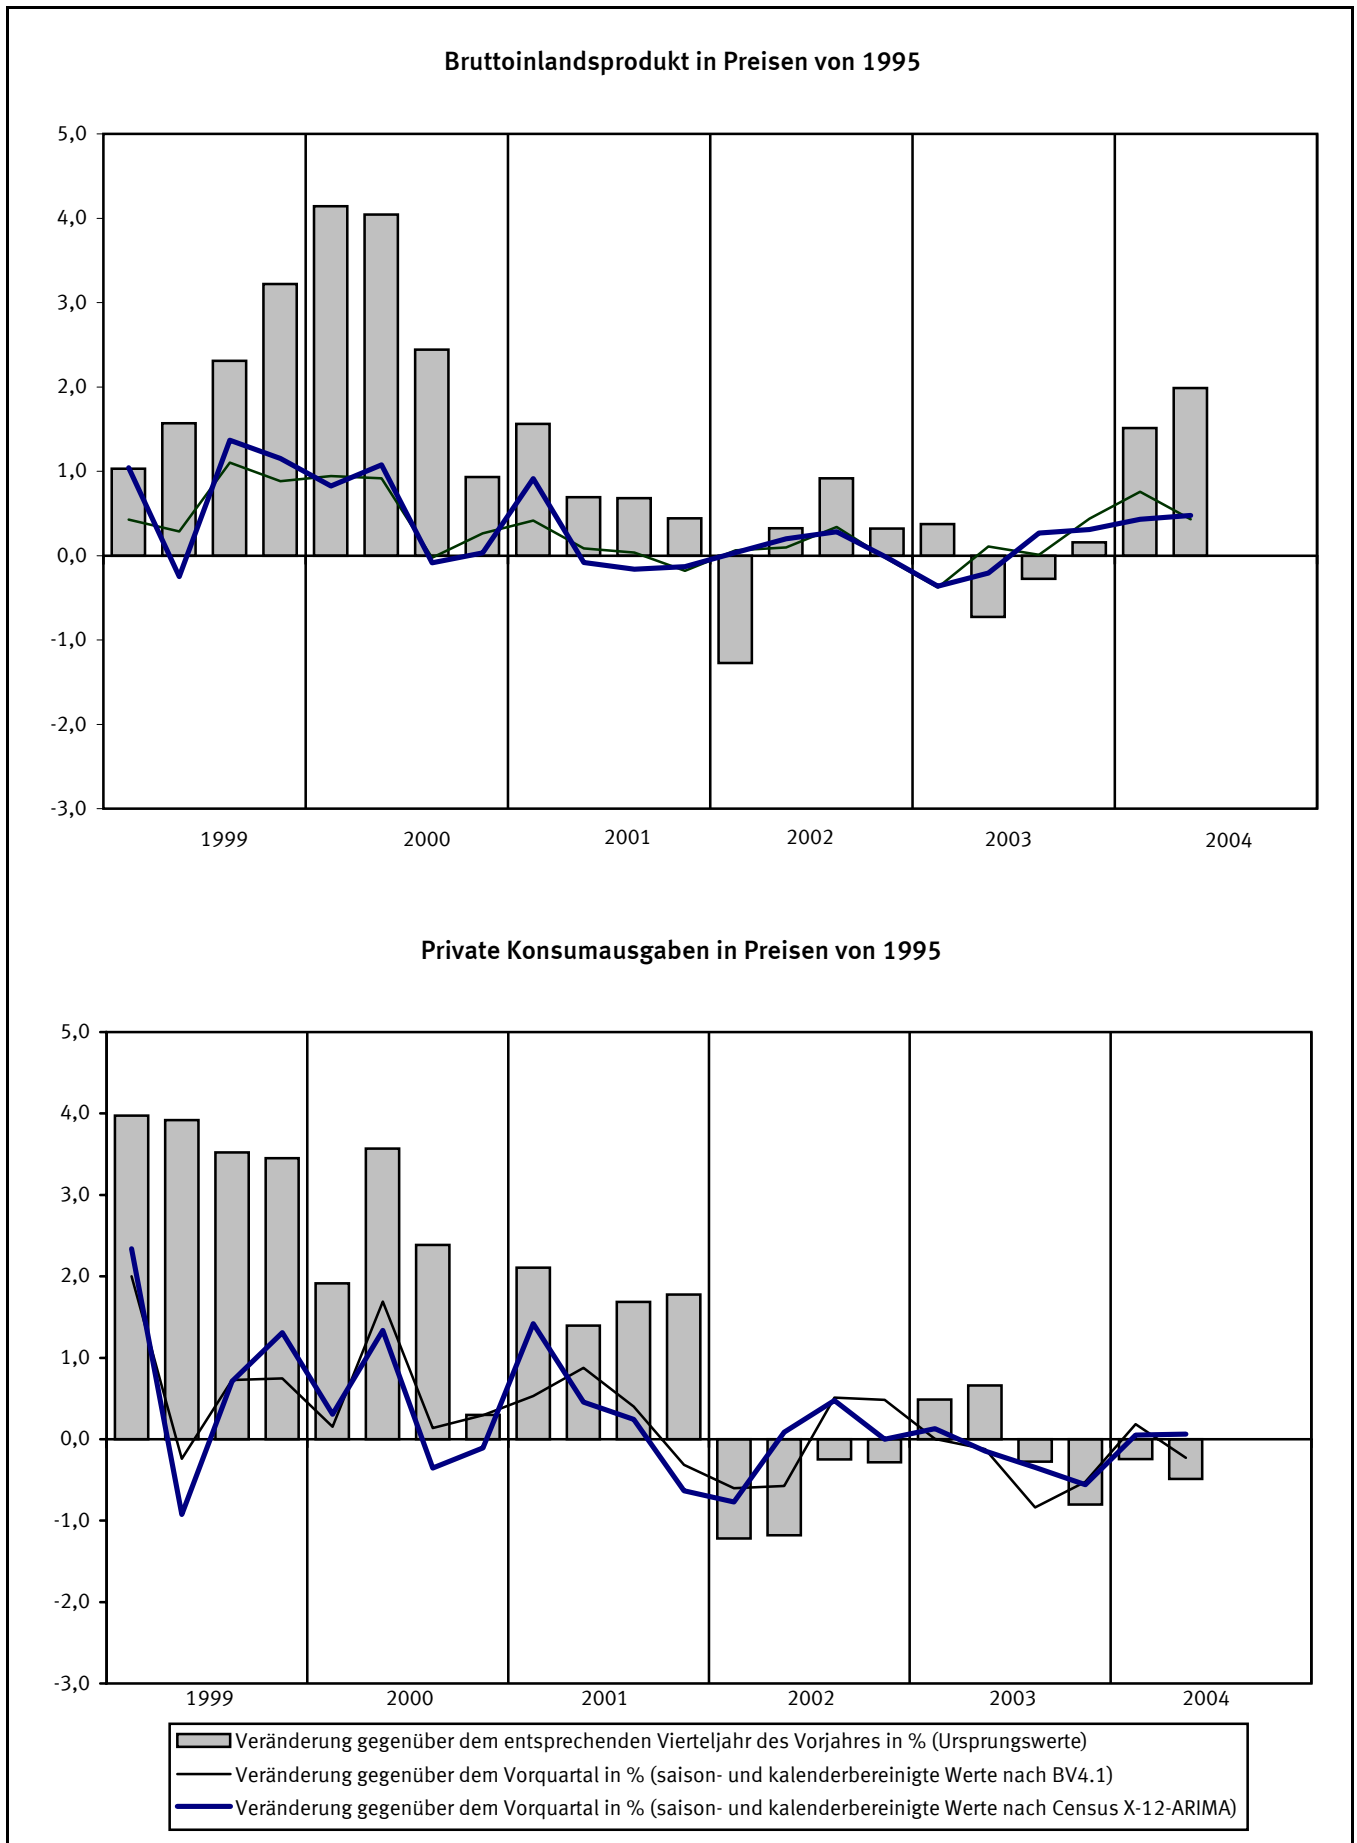 Bruttoinlandsprodukt in Preisen von 1995
5,0
4,0
3,0
2,0
1,0
0,0
-1,0
-2,0
-3,0
1999 2000 2001 2002 2003 2004
Private Konsumausgaben in Preisen von 1995
5,0
4,0
3,0
2,0
1,0
0,0
-1,0
-2,0
-3,0
1999 2000 2001 2002 2003 2004
Veränderung gegenüber dem entsprechenden Vierteljahr des Vorjahres in % (Ursprungswerte)
Veränderung gegenüber dem Vorquartal in % (saison- und kalenderbereinigte Werte nach BV4.1)
Veränderung gegenüber dem Vorquartal in % (saison- und kalenderbereinigte Werte nach Census X-12-ARIMA)